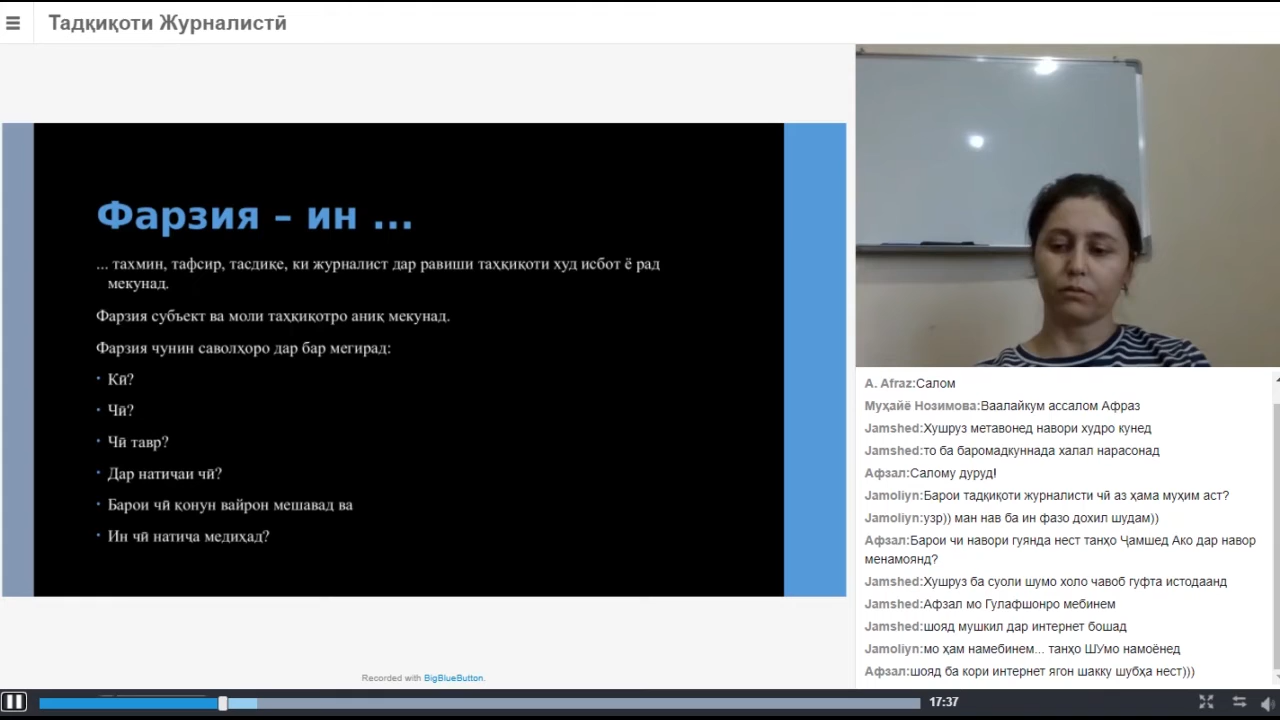 Тадқиқоти Журналистӣ
Фарзия – ин ...
... тахмин, тафсир, тасдиқе, ки журналист дар равиши таҳқиқоти худ исбот ё рад
мекунад.
Фарзия субъект ва моли таҳқиқотро аниқ мекунад.
Фарзия чунин саволҳоро дар бар мегирад:
• Кӣ?
• Чӣ?
• Чӣ тавр?
• Дар натиҷаи чӣ?
• Барои чӣ қонун вайрон мешавад ва
• Ин чӣ натиҷа медиҳад?
Recorded with BigBlueButton.
A. Afraz:Салом
Муҳайё Нозимова:Ваалайкум ассалом Афраз
Jamshed:Хушруз метавонед навори худро кунед
Jamshed:то ба баромадкуннада халал нарасонад
Афзал:Салому дуруд!
Jamoliyn:Барои тадқиқоти журналисти чӣ аз ҳама муҳим аст?
Jamoliyn:узр)) ман нав ба ин фазо дохил шудам))
Афзал:Барои чи навори гуянда нест танҳо Ҷамшед Ако дар навор
менамоянд?
Jamshed:Хушруз ба суоли шумо холо чавоб гуфта истодаанд
Jamshed:Афзал мо Гулафшонро мебинем
Jamshed:шояд мушкил дар интернет бошад
Jamoliyn:мо ҳам намебинем... танҳо ШУмо намоёнед
Афзал:шояд ба кори интернет ягон шакку шубҳа нест)))
17:37